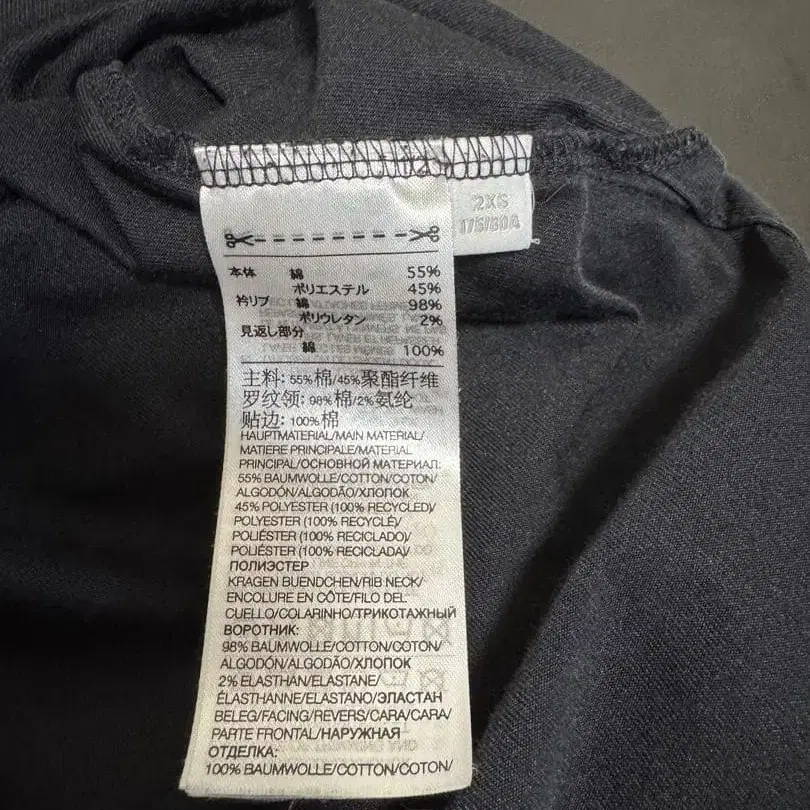 2XS
175/80A
本体 綿 55%
ポリエステル 45%
衿リブ 綿 98%
ポリウレタン 2%
見返し部分
綿 100%
主料: 55%棉/45%聚酯纤维
罗纹领: 98%棉/2%氨纶
贴边: 100%棉
HAUPTMATERIAL/MAIN MATERIAL/
MATIERE PRINCIPALE/MATERIAL
PRINCIPAL/ОСНОВНОЙ МАТЕРИАЛ:
55% BAUMWOLLE/COTTON/COTON/
ALGODÓN/ALGODÃO/ХЛОПОК
45% POLYESTER (100% RECYCLED)/
POLYESTER (100% RECYCLÉ)/
POLIÉSTER (100% RECICLADO)/
POLIÉSTER (100% RECICLADA)/
ПОЛИЭСТЕР
KRAGEN BUENDCHEN/RIB NECK/
ENCOLURE EN CÔTE/FILO DEL
CUELLO/COLARINHO/ТРИКОТАЖНЫЙ
ВОРОТНИК:
98% BAUMWOLLE/COTTON/COTON/
ALGODÓN/ALGODÃO/ХЛОПОК
2% ELASTHAN/ELASTANE/
ÉLASTHANNE/ELASTANO/ЭЛАСТАН
BELEG/FACING/REVERS/CARA/CARA/
PARTE FRONTAL/НАРУЖНАЯ
ОТДЕЛКА:
100% BAUMWOLLE/COTTON/COTON/